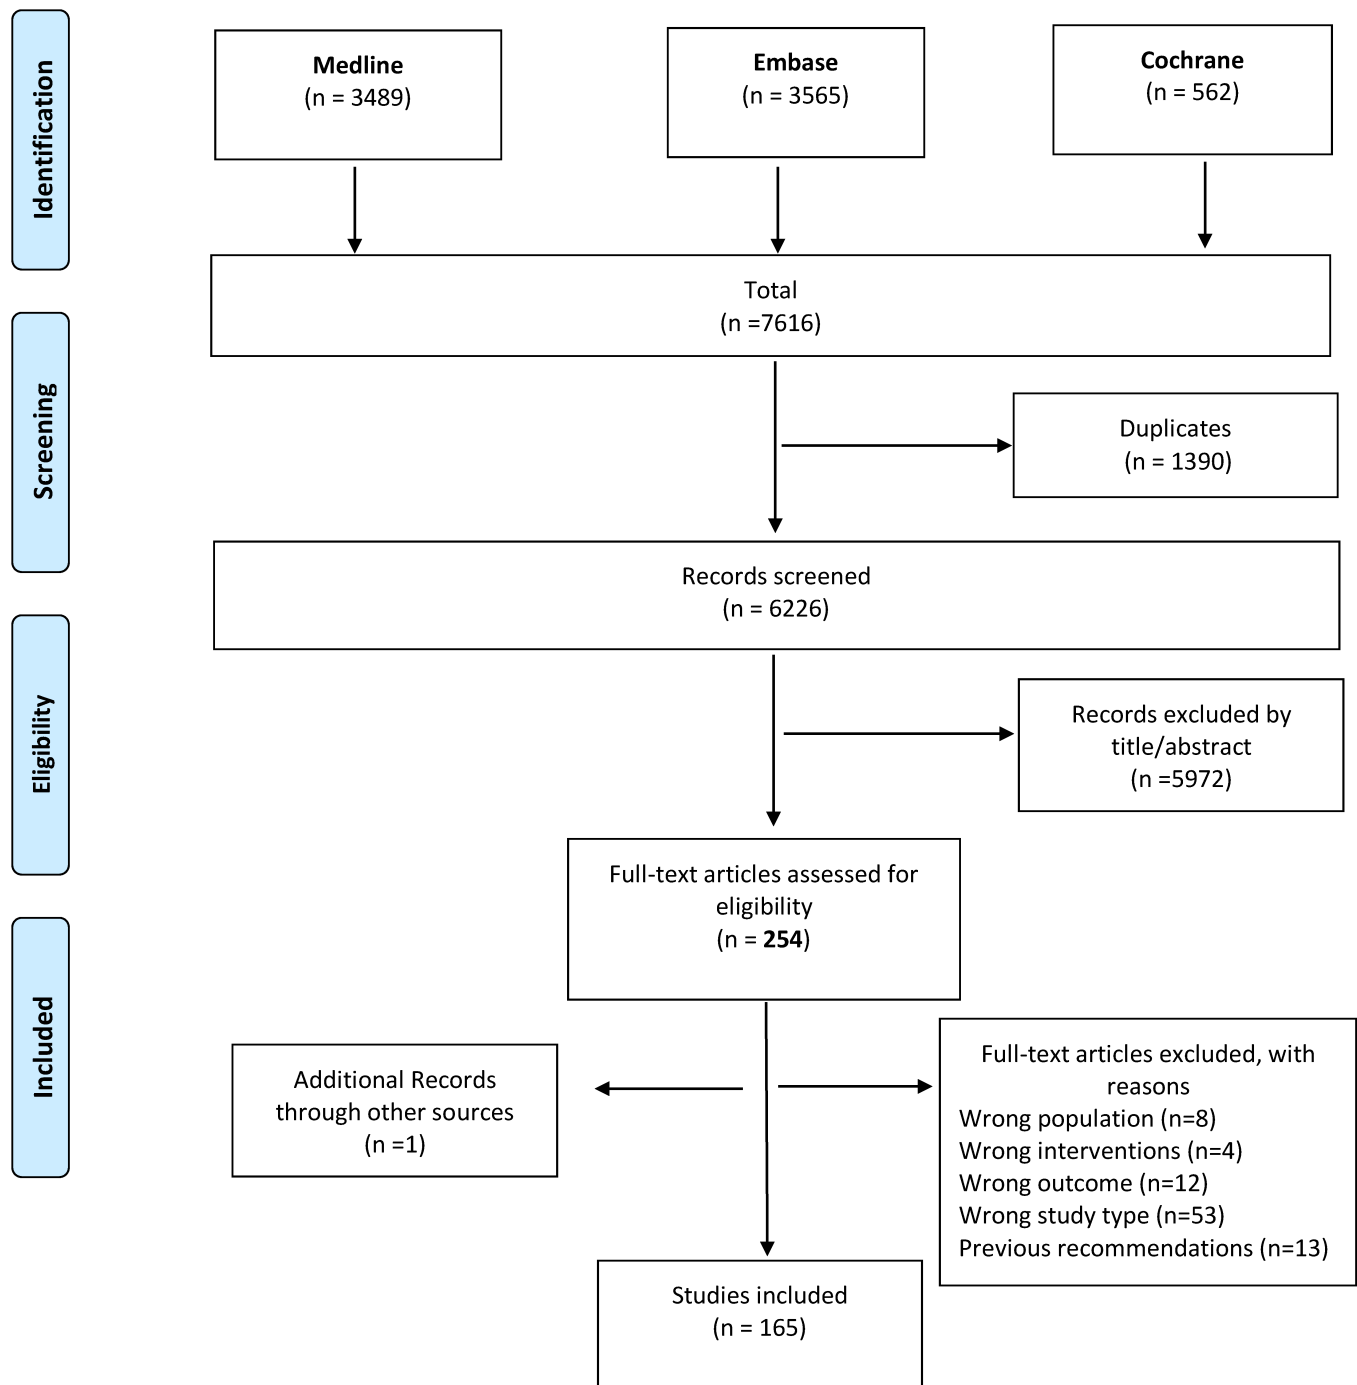 Identification
Medline
(n = 3489)
Embase
(n = 3565)
Cochrane
(n = 562)
Total
(n =7616)
Screening
Duplicates
(n = 1390)
Records screened
(n = 6226)
Eligibility
Records excluded by
title/abstract
(n =5972)
Full-text articles assessed for
eligibility
(n = 254)
Included
Additional Records
through other sources
(n =1)
Full-text articles excluded, with
reasons
Wrong population (n=8)
Wrong interventions (n=4)
Wrong outcome (n=12)
Wrong study type (n=53)
Previous recommendations (n=13)
Studies included
(n = 165)